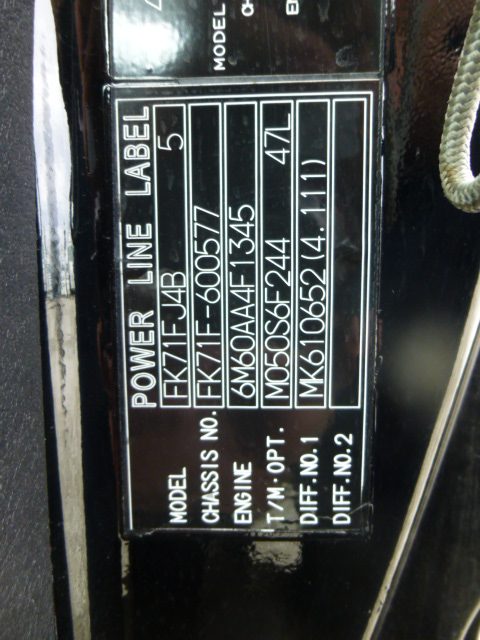 MODEL
POWER LINE LABEL
MODEL FK71FJ4B 5
CHASSIS NO. FK71F-600577
ENGINE 6M60AA4F1345
T/M·OPT. M050S6F244 47L
DIFF.NO.1 MK610652(4.111)
DIFF.NO.2